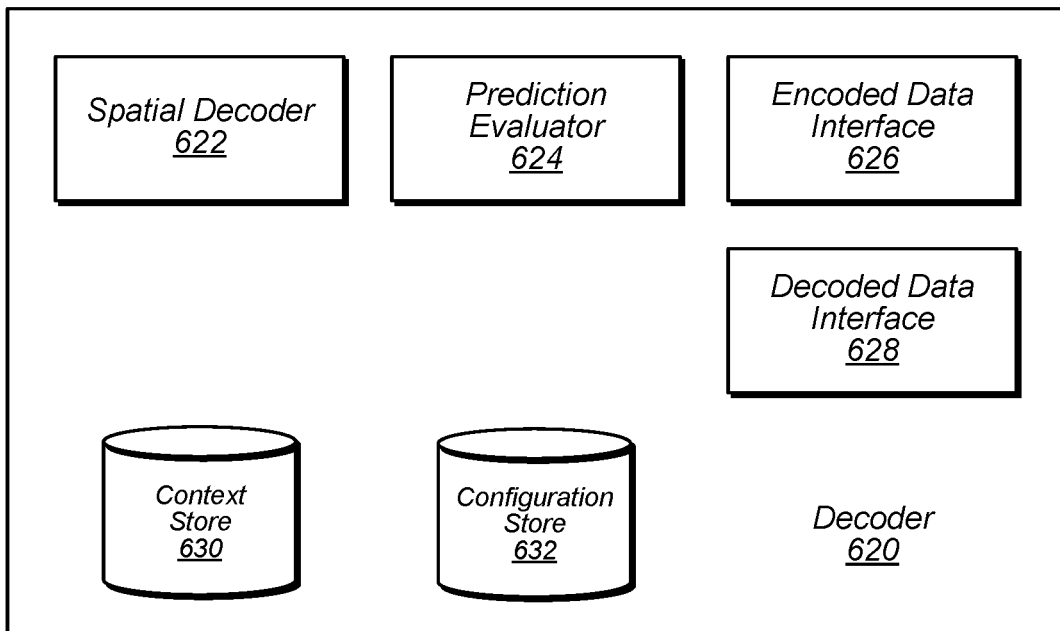 Spatial Decoder
622
Prediction
Evaluator
624
Encoded Data
Interface
626
Decoded Data
Interface
628
Context
Store
630
Configuration
Store
632
Decoder
620